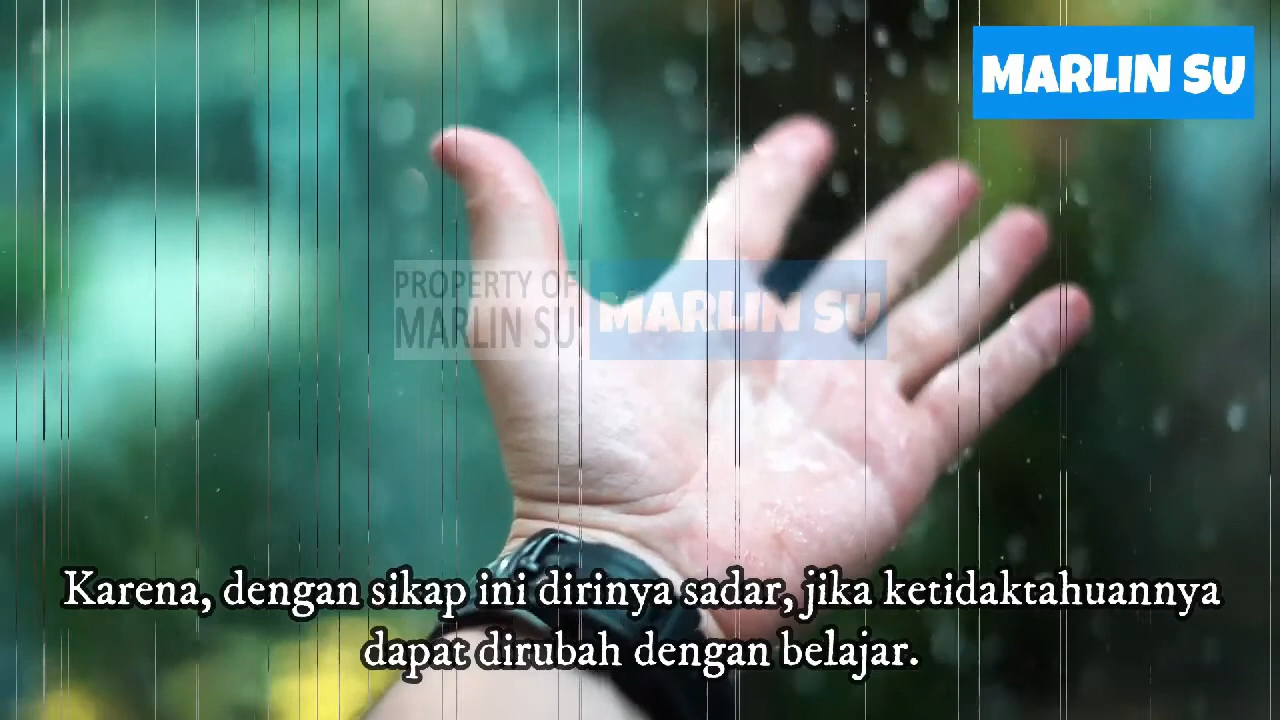 MARLIN SU
PROPERTY OF
MARLIN SU
MARLIN SU
Karena, dengan sikap ini dirinya sadar, jika ketidaktahuannya
dapat dirubah dengan belajar.